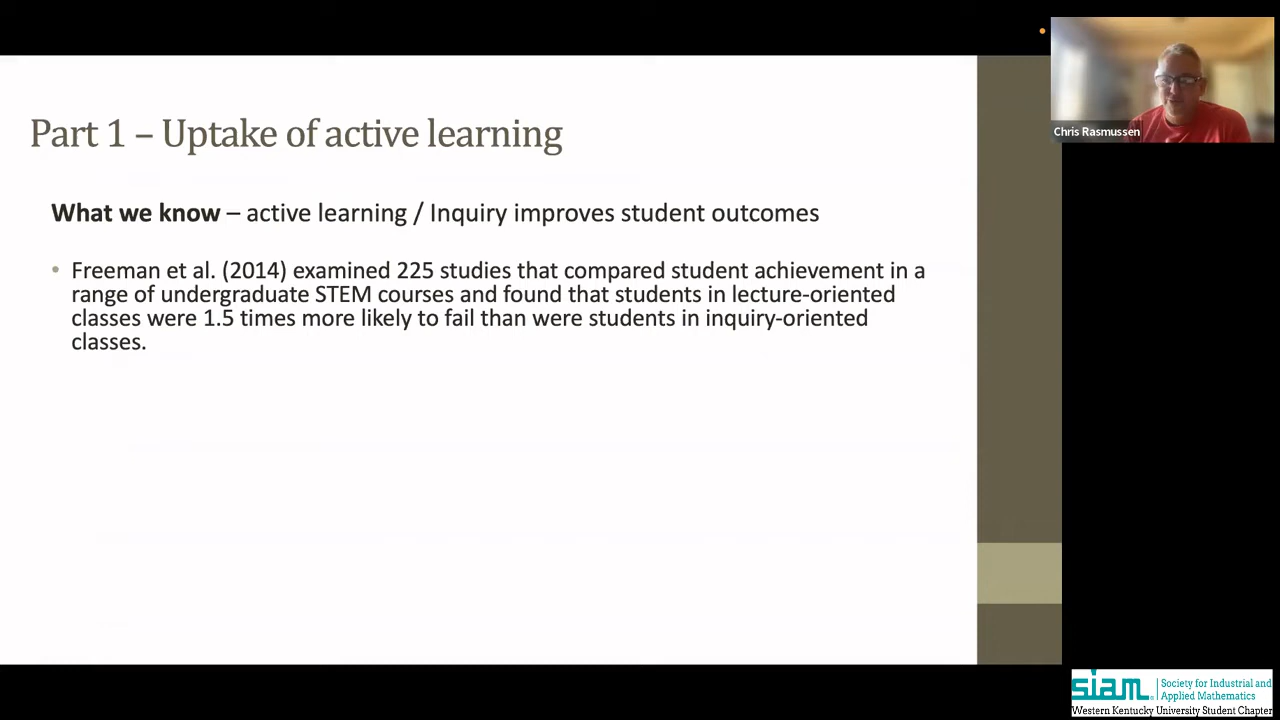 Part 1 – Uptake of active learning
What we know – active learning / Inquiry improves student outcomes
• Freeman et al. (2014) examined 225 studies that compared student achievement in a
range of undergraduate STEM courses and found that students in lecture-oriented
classes were 1.5 times more likely to fail than were students in inquiry-oriented
classes.
Chris Rasmussen
siam. | Society for Industrial and
Applied Mathematics
Western Kentucky University Student Chapter